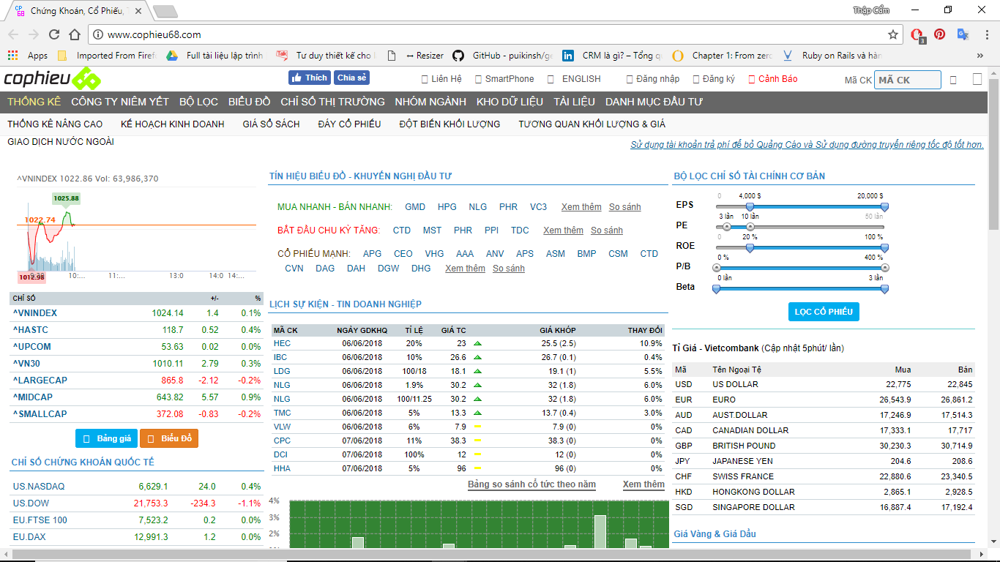 Chứng Khoán, Cổ Phiếu,
Thập Cẩm
www.cophieu68.com
3
Apps
Imported From Firef
Full tài liệu lập trình
Tư duy thiết kế cho
↔ Resizer
GitHub - puikinsh/ge
CRM là gì? – Tổng q
Chapter 1: From zero
Ruby on Rails và hàn
cophieu68
Thích
Chia sẻ
Liên Hệ
SmartPhone
ENGLISH
Đăng nhập
Đăng ký
Cảnh Báo
Mã CK
MÃ CK
THỐNG KÊ
CÔNG TY NIÊM YẾT
BỘ LỌC
BIỂU ĐỒ
CHỈ SỐ THỊ TRƯỜNG
NHÓM NGÀNH
KHO DỮ LIỆU
TÀI LIỆU
DANH MỤC ĐẦU TƯ
THỐNG KÊ NÂNG CAO
KẾ HOẠCH KINH DOANH
GIÁ SỔ SÁCH
ĐÁY CỔ PHIẾU
ĐỘT BIẾN KHỐI LƯỢNG
TƯƠNG QUAN KHỐI LƯỢNG & GIÁ
GIAO DỊCH NƯỚC NGOÀI
Sử dụng tài khoản trả phí để bỏ Quảng Cáo và Sử dụng đường truyền riêng tốc độ tốt hơn.
^VNINDEX 1022.86 Vol: 63,986,370
1025.88
1022.74
1012.98
10:...
11:...
13:0
14:0
14:...
CHỈ SỐ +/- %
^VNINDEX 1024.14 1.4 0.1%
^HASTC 118.7 0.52 0.4%
^UPCOM 53.63 0.02 0.0%
^VN30 1010.11 2.79 0.3%
^LARGECAP 865.8 -2.12 -0.2%
^MIDCAP 643.82 5.57 0.9%
^SMALLCAP 372.08 -0.83 -0.2%
Bảng giá
Biểu Đồ
CHỈ SỐ CHỨNG KHOÁN QUỐC TẾ
US.NASDAQ 6,629.1 24.0 0.4%
US.DOW 21,753.3 -234.3 -1.1%
EU.FTSE 100 7,523.2 0.2 0.0%
EU.DAX 12,991.3 1.2 0.0%
TÍN HIỆU BIỂU ĐỒ - KHUYẾN NGHỊ ĐẦU TƯ
MUA NHANH - BÁN NHANH: GMD HPG NLG PHR VC3 Xem thêm So sánh
BẮT ĐẦU CHU KỲ TĂNG: CTD MST PHR PPI TDC Xem thêm So sánh
CỔ PHIẾU MẠNH: APG CEO VHG AAA ANV APS ASM BMP CSM CTD
CVN DAG DAH DGW DHG Xem thêm So sánh
LỊCH SỰ KIỆN - TIN DOANH NGHIỆP
MÃ CK NGÀY GDKHQ TỈ LỆ GIÁ TC GIÁ KHỚP THAY ĐỔI
HEC 06/06/2018 20% 23 25.5 (2.5) 10.9%
IBC 06/06/2018 10% 26.6 26.7 (0.1) 0.4%
LDG 06/06/2018 100/18 18.1 19.1 (1) 5.5%
NLG 06/06/2018 1.9% 30.2 32 (1.8) 6.0%
NLG 06/06/2018 100/11.25 30.2 32 (1.8) 6.0%
TMC 06/06/2018 5% 13.3 13.7 (0.4) 3.0%
VLW 06/06/2018 6% 7.9 7.9 (0) 0%
CPC 07/06/2018 11% 38.3 38.3 (0) 0%
DCI 07/06/2018 100% 12 12 (0) 0%
HHA 07/06/2018 5% 96 96 (0) 0%
Bảng so sánh cổ tức theo năm
Xem thêm
4%
3%
2%
BỘ LỌC CHỈ SỐ TÀI CHÍNH CƠ BẢN
0 4,000 $ 20,000 $
EPS
3 lần 10 lần 50 lần
PE
0 20 % 100 %
ROE
0 % 400 %
P/B
0 lần 3 lần
Beta
LỌC CỔ PHIẾU
Tỉ Giá - Vietcombank (Cập nhật 5phút/ lần)
Mã Tên Ngoại Tệ Mua Bán
USD US DOLLAR 22,775 22,845
EUR EURO 26,543.9 26,861.2
AUD AUST.DOLLAR 17,246.9 17,514.3
CAD CANADIAN DOLLAR 17,333.1 17,717
GBP BRITISH POUND 30,230.3 30,714.9
JPY JAPANESE YEN 204.6 208.6
CHF SWISS FRANCE 22,880.6 23,340.5
HKD HONGKONG DOLLAR 2,865.1 2,928.5
SGD SINGAPORE DOLLAR 16,887.4 17,192.4
Giá Vàng & Giá Dầu